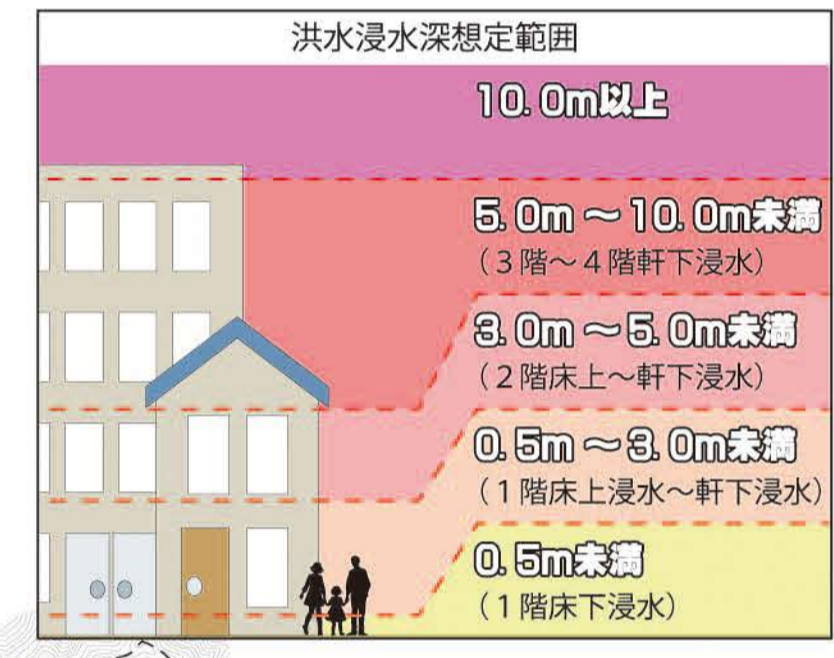 洪水浸水深想定範囲
10.0m以上
5.0m～10.0m未満
（3階～4階軒下浸水）
3.0m～5.0m未満
（2階床上～軒下浸水）
0.5m～3.0m未満
（1階床上浸水～軒下浸水）
0.5m未満
（1階床下浸水）